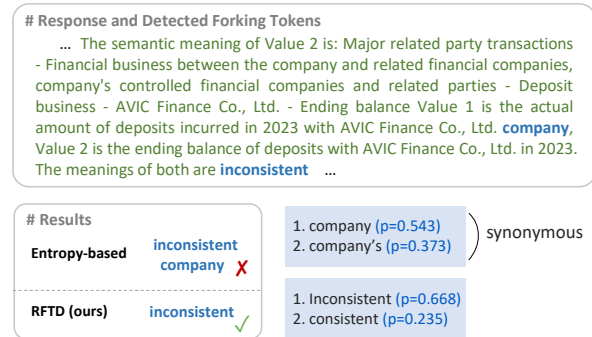 # Response and Detected Forking Tokens
... The semantic meaning of Value 2 is: Major related party transactions
- Financial business between the company and related financial companies,
company's controlled financial companies and related parties - Deposit
business - AVIC Finance Co., Ltd. - Ending balance Value 1 is the actual
amount of deposits incurred in 2023 with AVIC Finance Co., Ltd. company,
Value 2 is the ending balance of deposits with AVIC Finance Co., Ltd. in 2023.
The meanings of both are inconsistent ...
# Results
Entropy-based inconsistent
company ✗
RFTD (ours) inconsistent ✓
1. company (p=0.543)
2. company's (p=0.373)
synonymous
1. Inconsistent (p=0.668)
2. consistent (p=0.235)